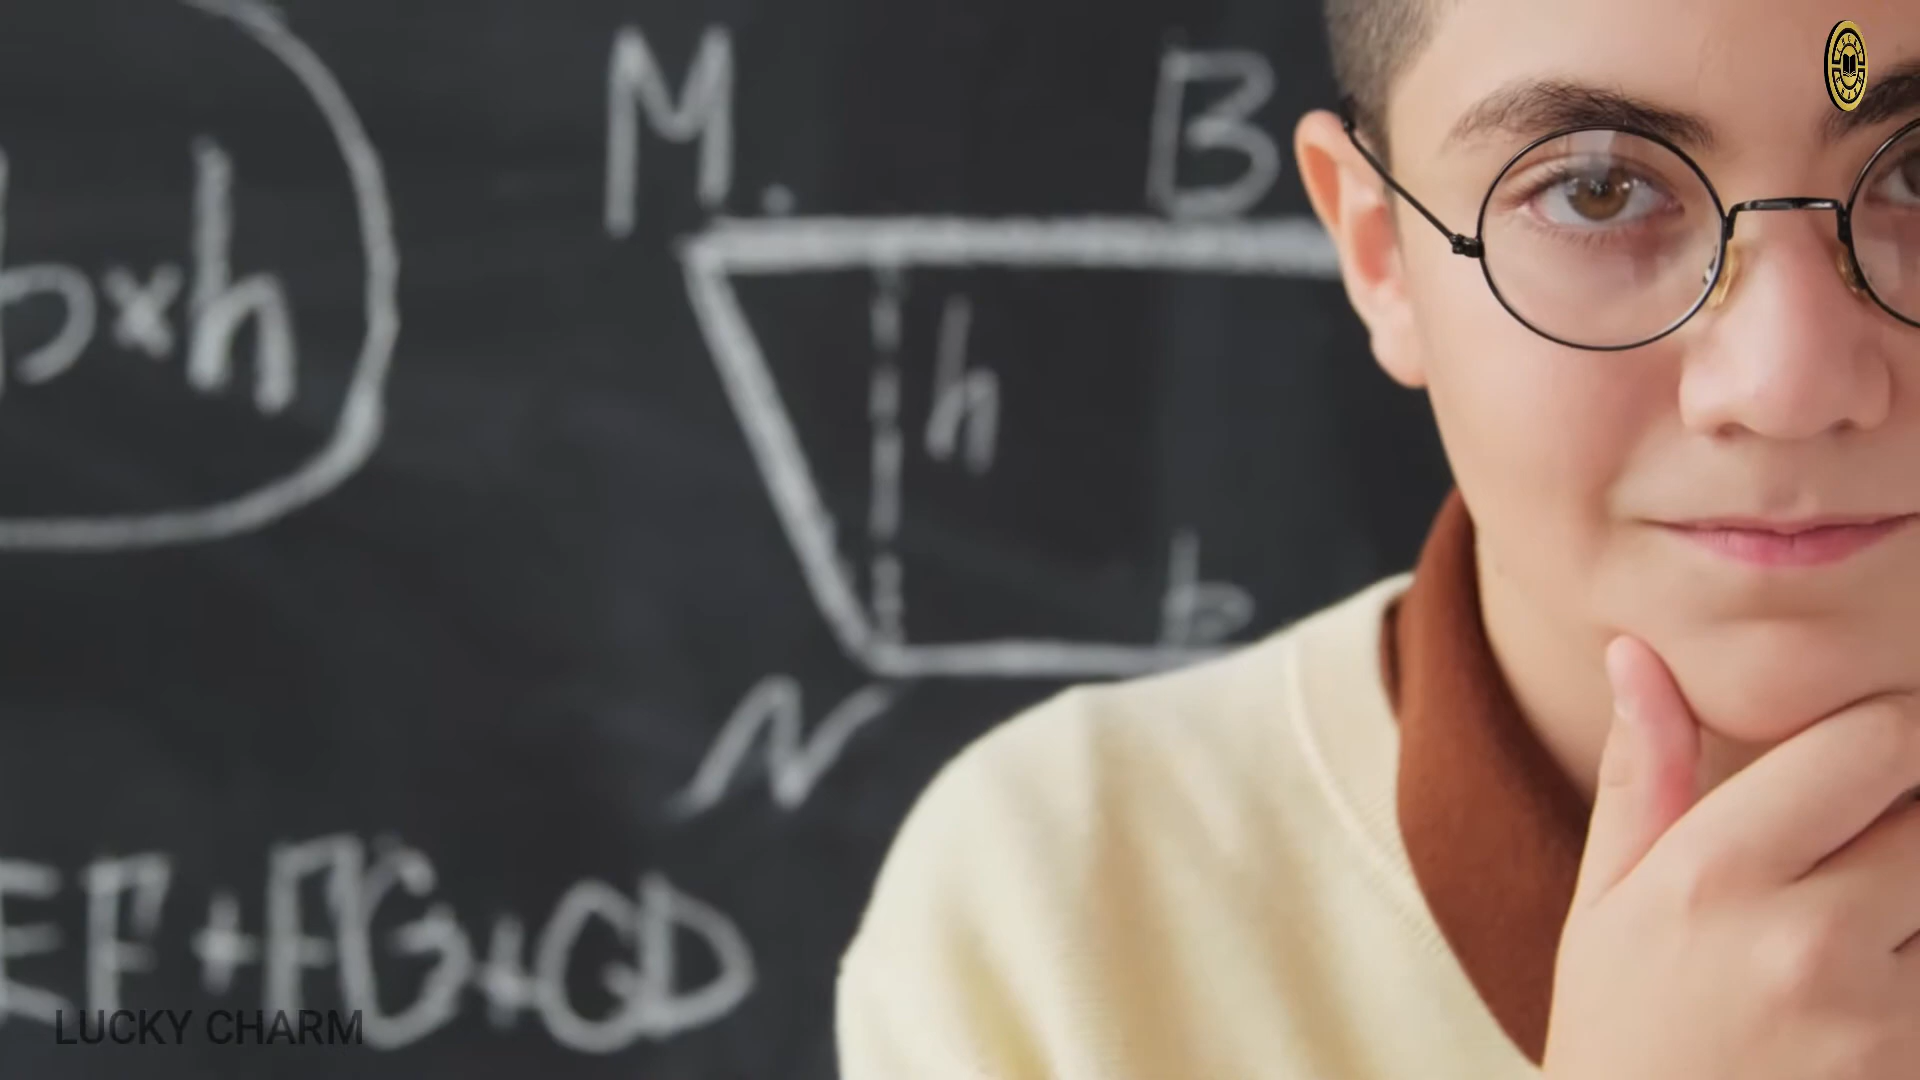 M. B
b×h
h
b
N
EF+FG+GD
LUCKY CHARM